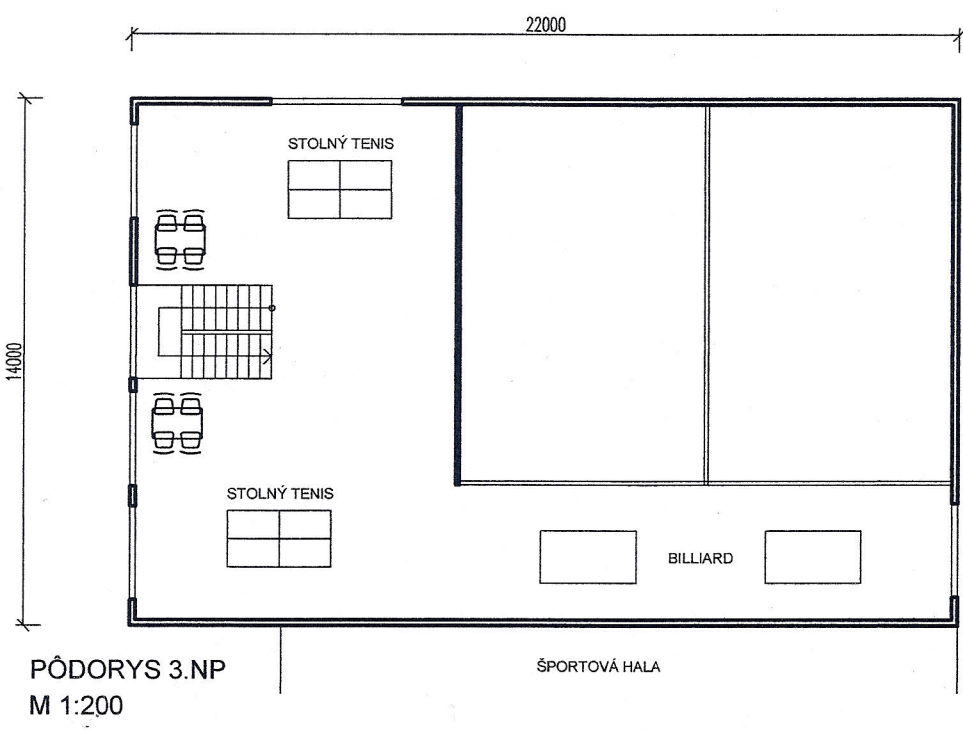 22000
STOLNÝ TENIS
14000
STOLNÝ TENIS
BILLIARD
ŠPORTOVÁ HALA
PÔDORYS 3.NP
M 1:200